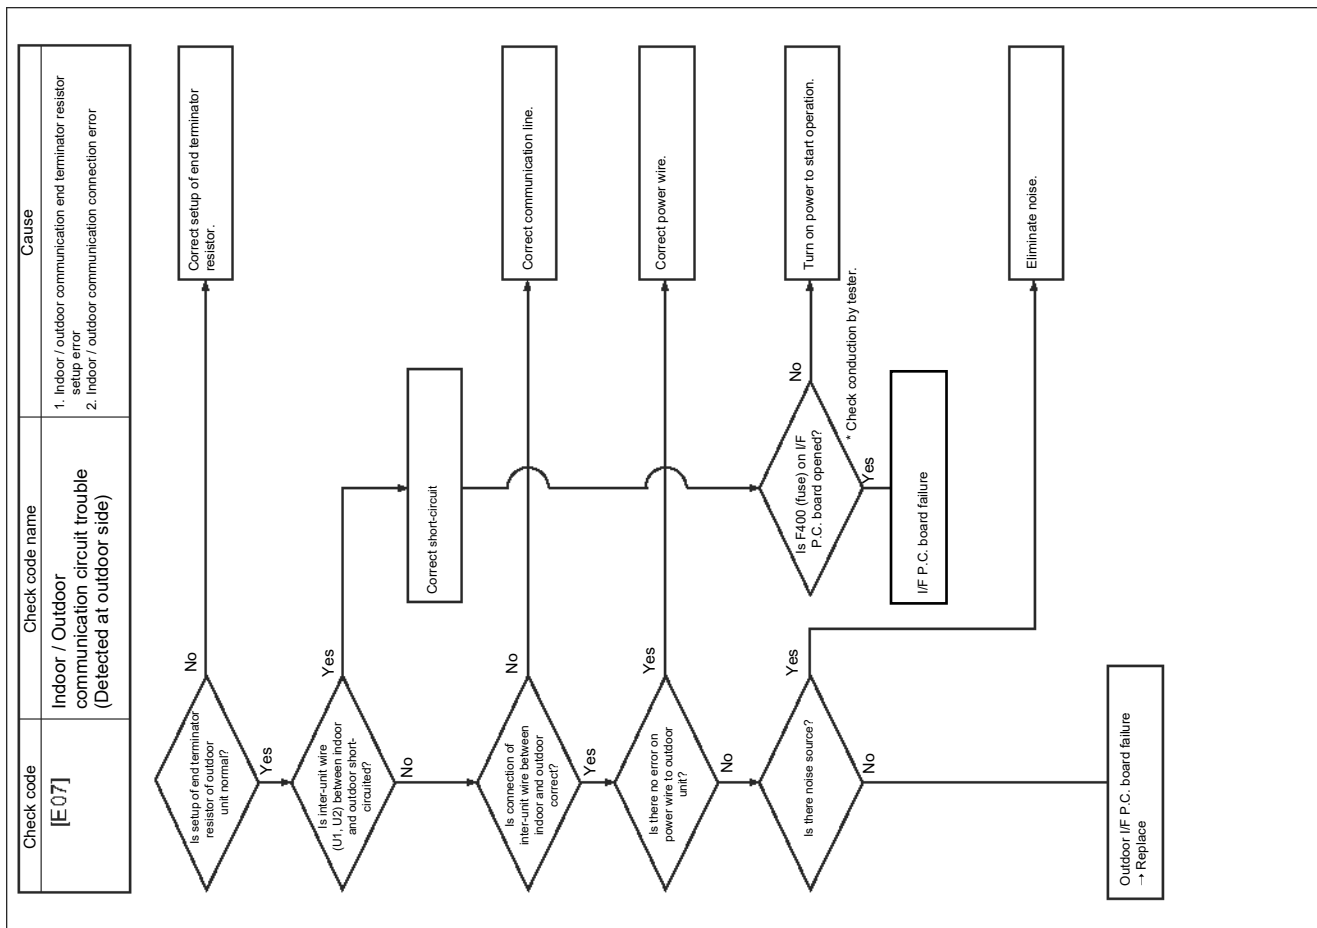 Check code
Check code name
Cause
[E07]
Indoor / Outdoor
communication circuit trouble
(Detected at outdoor side)
1. Indoor / outdoor communication end terminator resistor
setup error
2. Indoor / outdoor communication connection error
Is setup of end terminator
resistor of outdoor
unit normal?
No
Correct setup of end terminator
resistor.
Yes
Is inter-unit wire
(U1, U2) between indoor
and outdoor short-
circuited?
Yes
Correct short-circuit
No
Is connection of
inter-unit wire between
indoor and outdoor
correct?
No
Correct communication line.
Yes
Is there no error on
power wire to outdoor
unit?
Yes
Correct power wire.
No
Is F400 (fuse) on I/F
P.C. board opened?
No
Turn on power to start operation.
* Check conduction by tester.
Yes
I/F P.C. board failure
Is there noise source?
Yes
Eliminate noise.
No
Outdoor I/F P.C. board failure
→ Replace